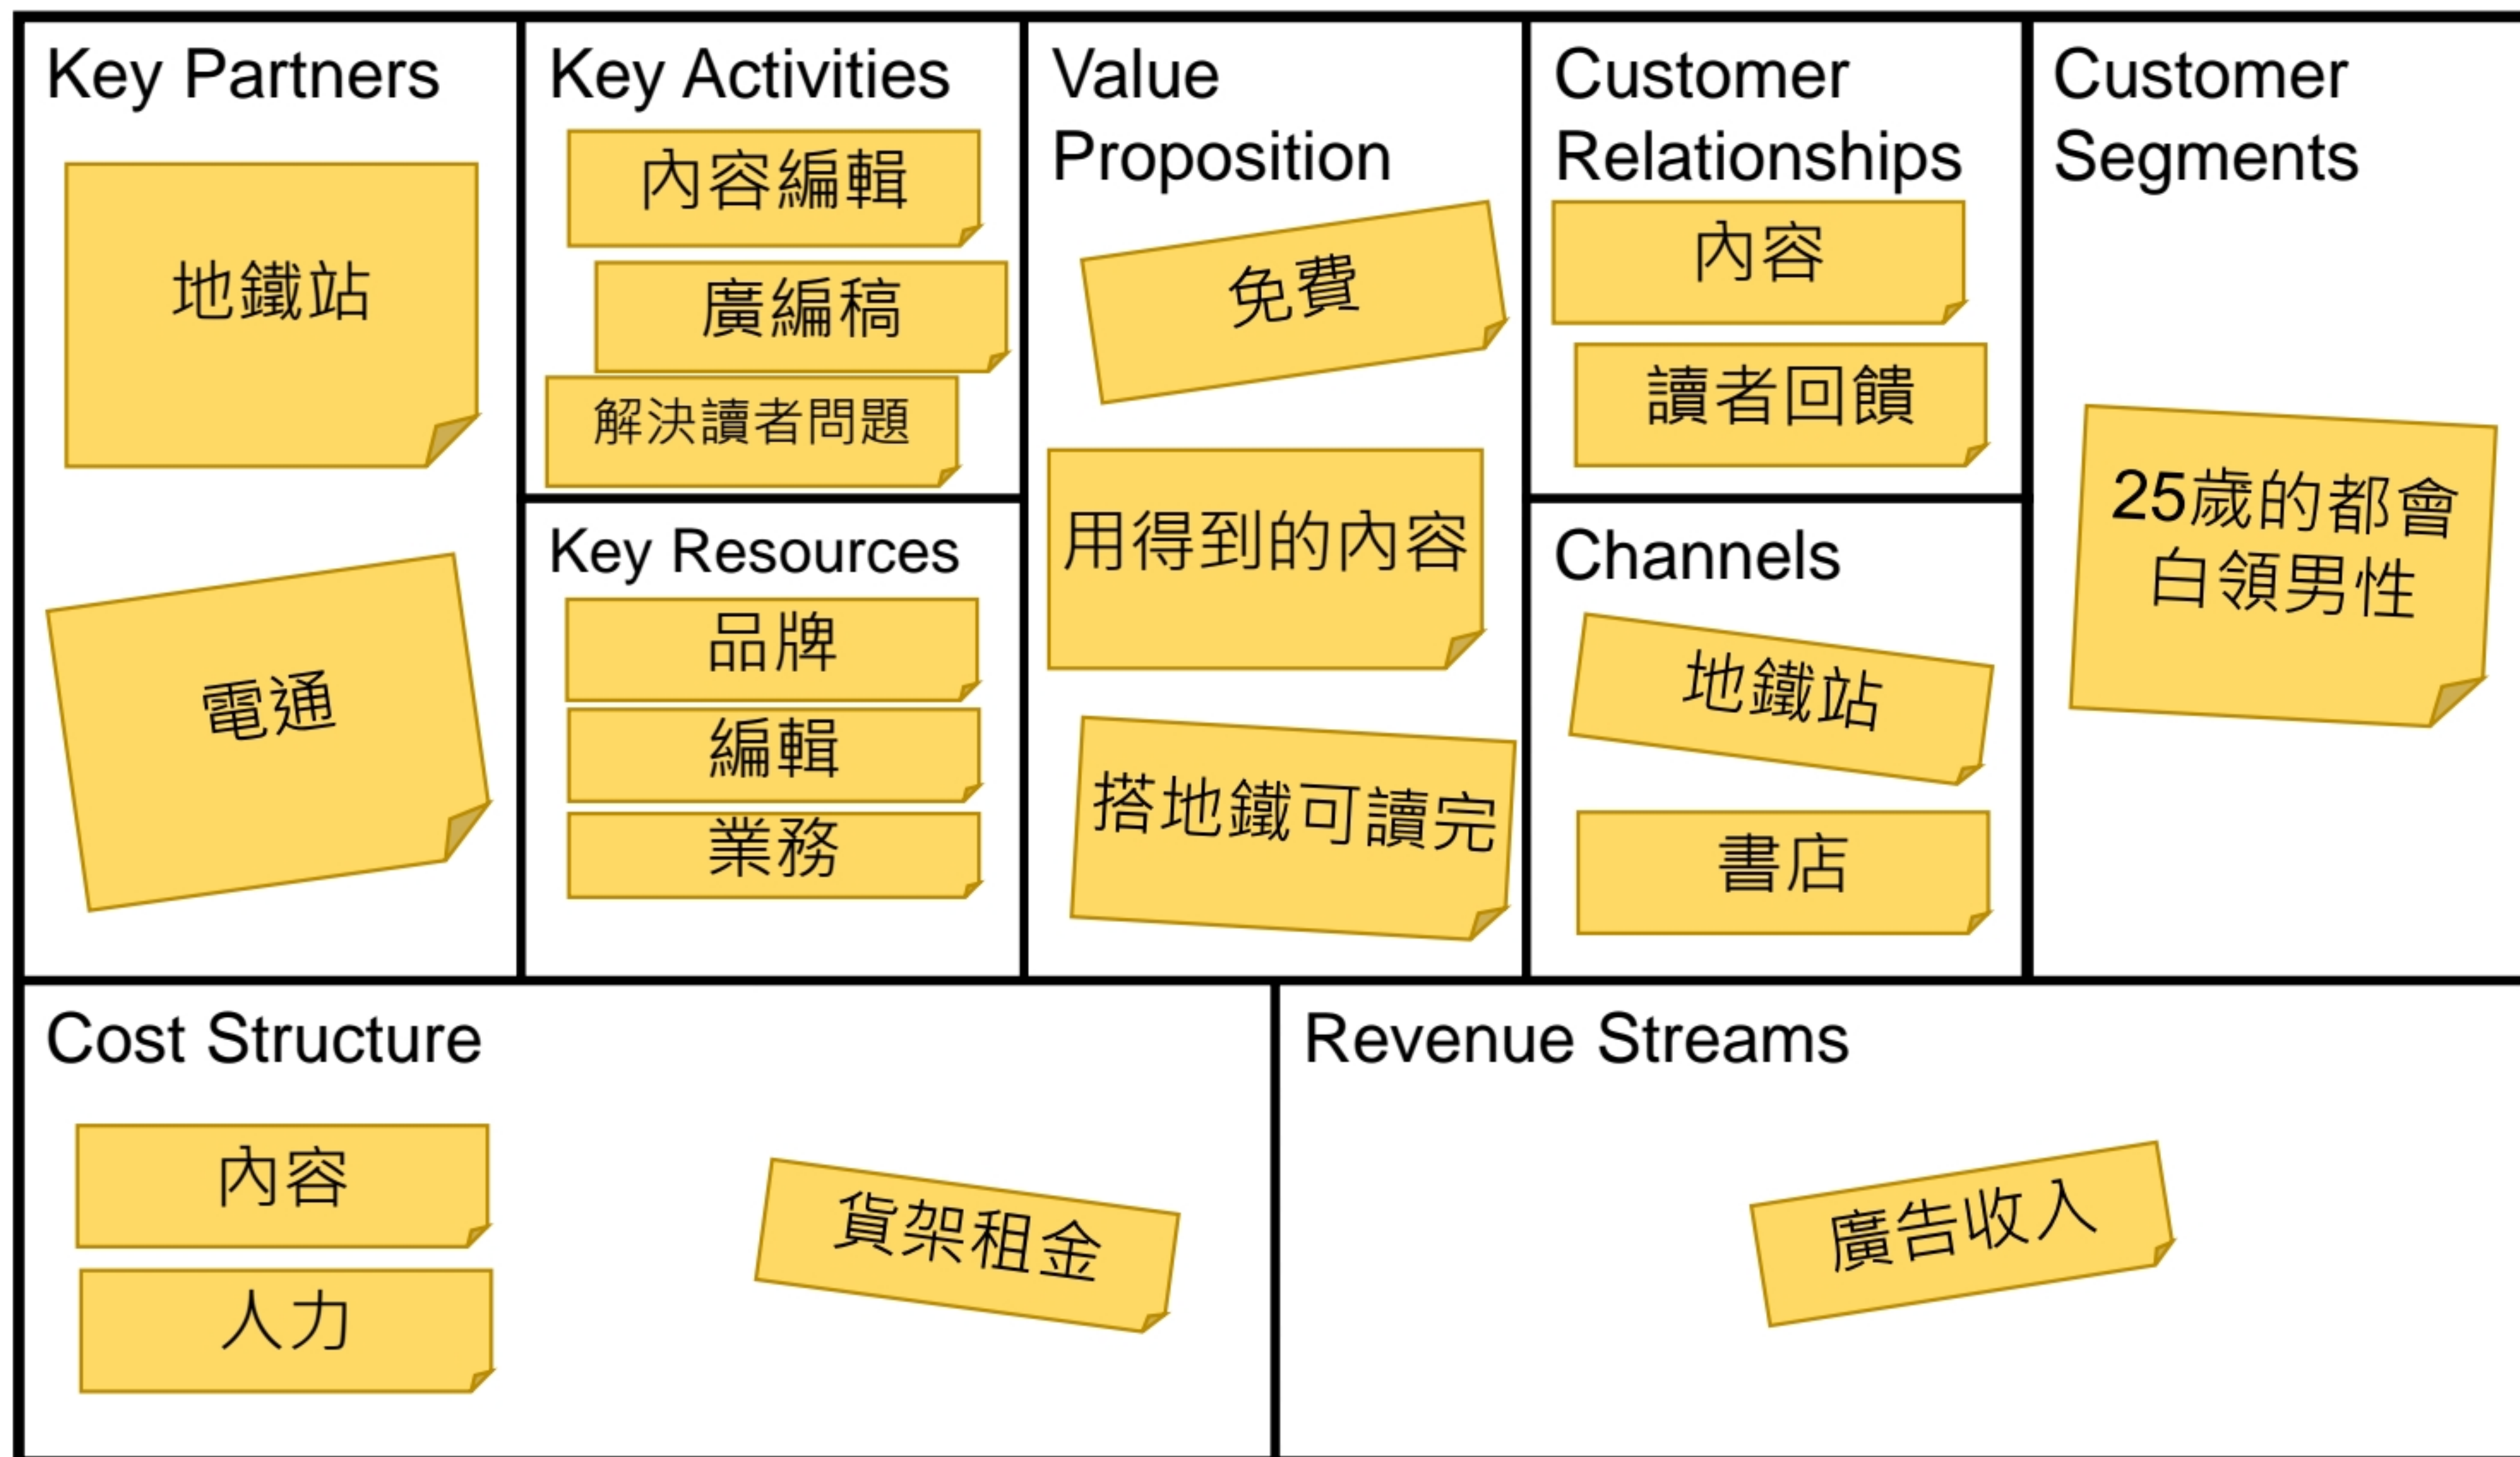 Key Partners
地鐵站
電通
Key Activities
內容編輯
廣編稿
解決讀者問題
Key Resources
品牌
編輯
業務
Value
Proposition
免費
用得到的內容
搭地鐵可讀完
Customer
Relationships
內容
讀者回饋
Channels
地鐵站
書店
Customer
Segments
25歲的都會
白領男性
Cost Structure
內容
人力
貨架租金
Revenue Streams
廣告收入